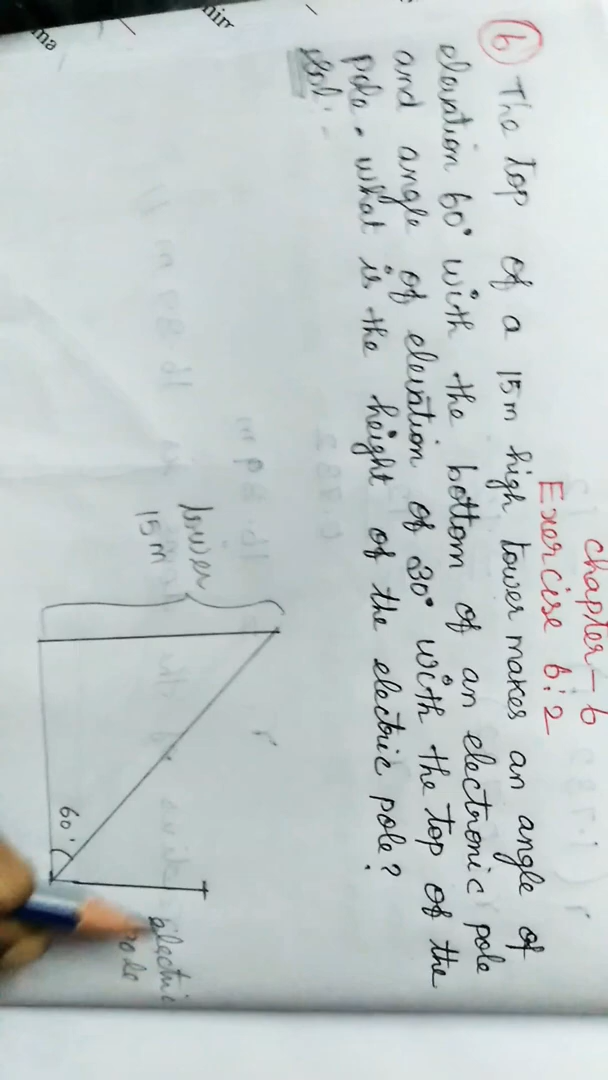 chapter - 6
Exercise 6:2
6 The top of a 15m high tower makes an angle of
elevation 60° with the bottom of an electronic pole
and angle of elevation of 30° with the top of the
pole. what is the height of the electric pole?
sol:-
tower
15m
60°
electric
pole